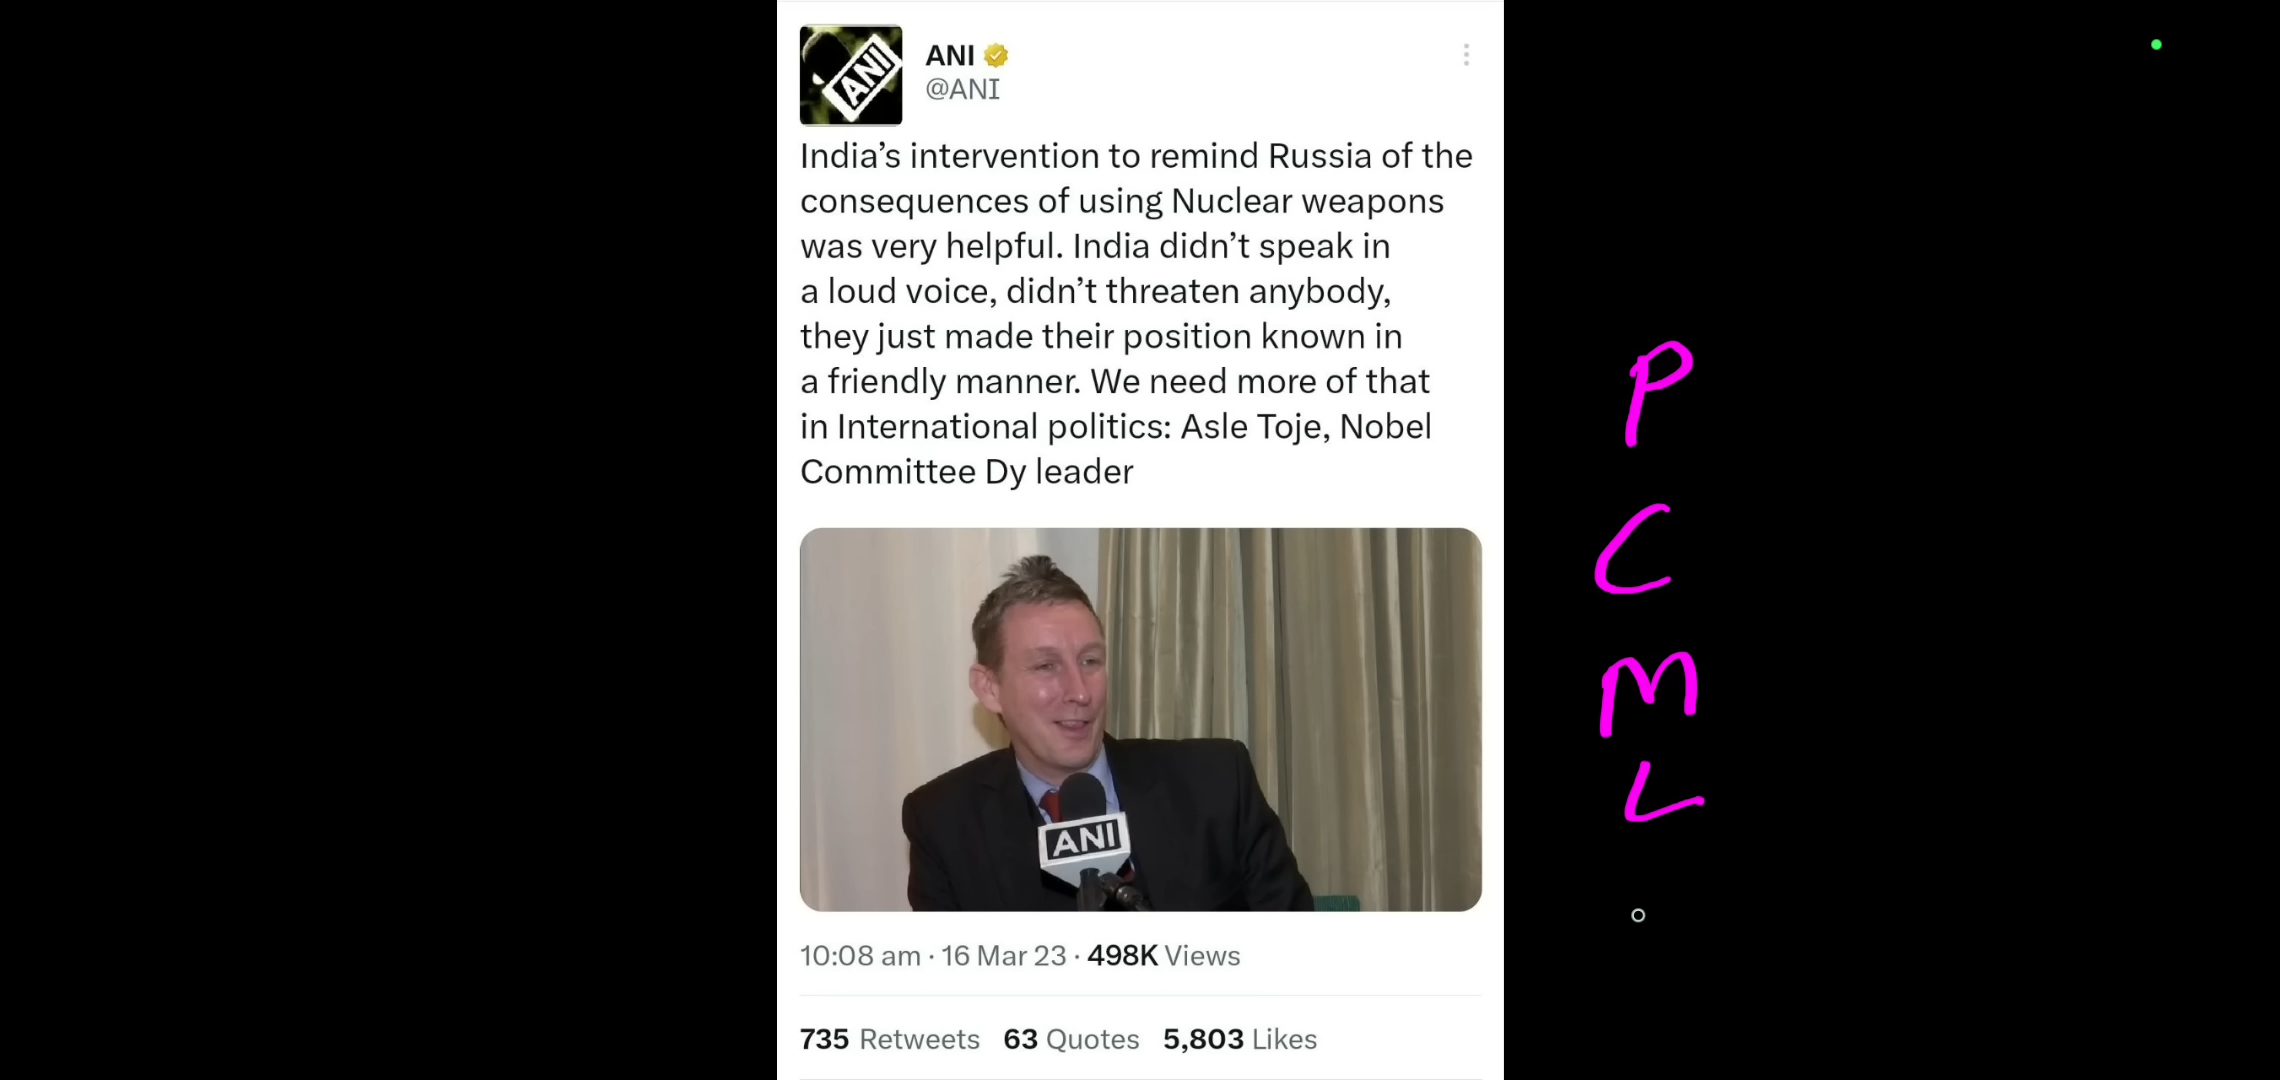 ANI
ANI
@ANI
India’s intervention to remind Russia of the
consequences of using Nuclear weapons
was very helpful. India didn’t speak in
a loud voice, didn’t threaten anybody,
they just made their position known in
a friendly manner. We need more of that
in International politics: Asle Toje, Nobel
Committee Dy leader
ANI
10:08 am · 16 Mar 23 · 498K Views
735 Retweets 63 Quotes 5,803 Likes
P
C
M
L